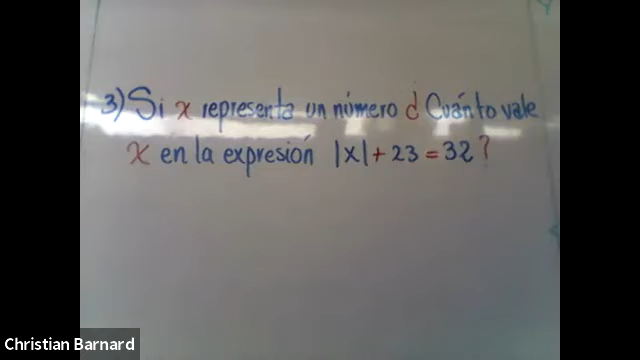 3) Si x representa un número ¿Cuánto vale
x en la expresión |x| + 23 = 32?
Christian Barnard